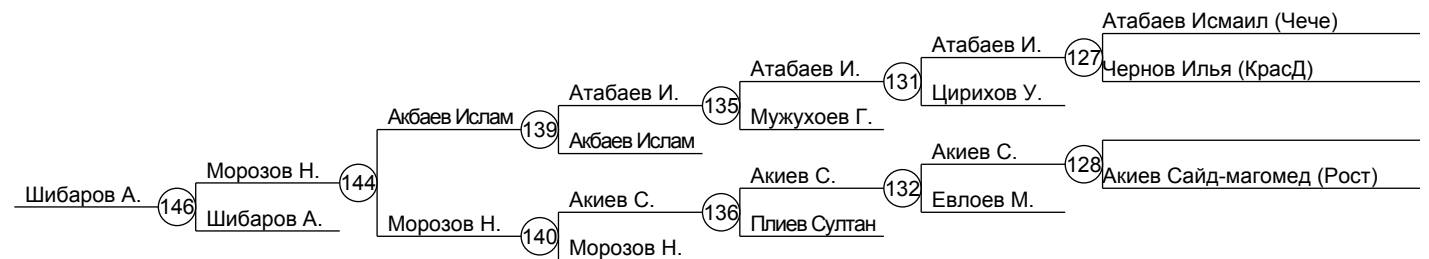 Атабаев Исмаил (Чече)
Атабаев И.
127
Чернов Илья (КрасД)
Атабаев И.
131
Цирихов У.
Атабаев И.
135
Мужухоев Г.
Акбаев Ислам
139
Акбаев Ислам
Акиев С.
128
Акиев Сайд-магомед (Рост)
Морозов Н.
144
Акиев С.
132
Евлоев М.
Шибаров А.
146
Шибаров А.
Акиев С.
136
Плиев Султан
Морозов Н.
140
Морозов Н.